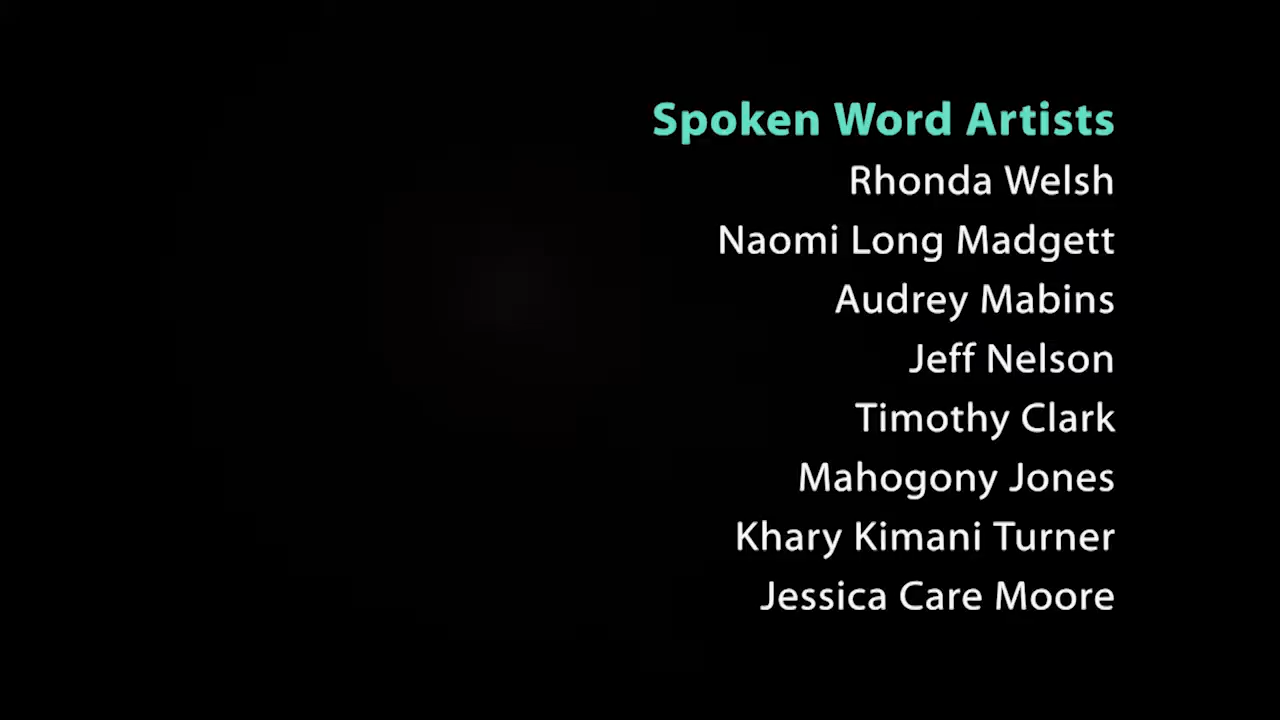 Spoken Word Artists
Rhonda Welsh
Naomi Long Madgett
Audrey Mabins
Jeff Nelson
Timothy Clark
Mahogony Jones
Khary Kimani Turner
Jessica Care Moore